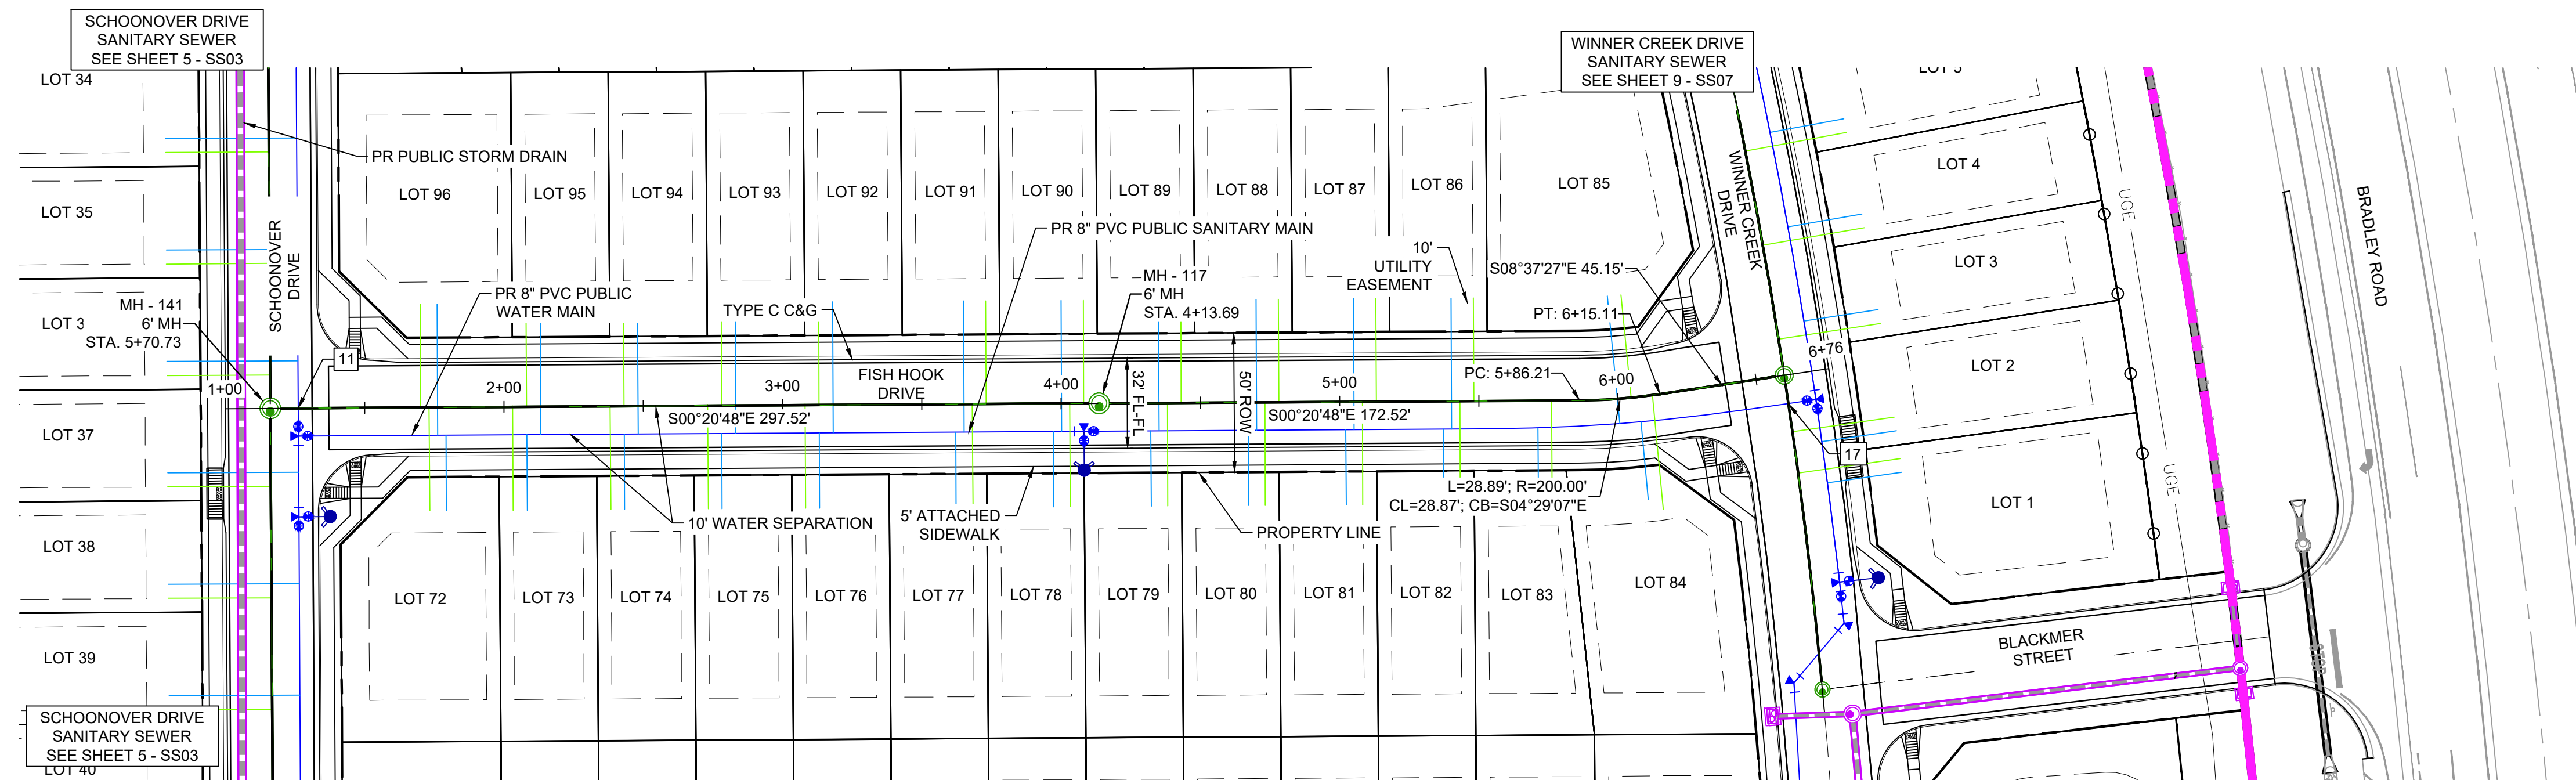 SCHOONOVER DRIVE
SANITARY SEWER
SEE SHEET 5 - SS03
WINNER CREEK DRIVE
SANITARY SEWER
SEE SHEET 9 - SS07
LOT 34
LOT 35
LOT 3
LOT 37
LOT 38
LOT 39
LOT 40
SCHOONOVER DRIVE
SANITARY SEWER
SEE SHEET 5 - SS03
PR PUBLIC STORM DRAIN
SCHOONOVER
DRIVE
MH - 141
6' MH
STA. 5+70.73
11
LOT 96
LOT 95
LOT 94
LOT 93
LOT 92
LOT 91
LOT 90
LOT 89
LOT 88
LOT 87
LOT 86
LOT 85
PR 8" PVC PUBLIC
WATER MAIN
TYPE C C&G
PR 8" PVC PUBLIC SANITARY MAIN
MH - 117
6' MH
STA. 4+13.69
10'
UTILITY
EASEMENT
S08°37'27"E 45.15'
PT: 6+15.11
PC: 5+86.21
1+00
2+00
3+00
4+00
5+00
6+00
6+76
FISH HOOK
DRIVE
32' FL-FL
50' ROW
S00°20'48"E 297.52'
S00°20'48"E 172.52'
L=28.89'; R=200.00'
CL=28.87'; CB=S04°29'07"E
17
10' WATER SEPARATION
5' ATTACHED
SIDEWALK
PROPERTY LINE
LOT 72
LOT 73
LOT 74
LOT 75
LOT 76
LOT 77
LOT 78
LOT 79
LOT 80
LOT 81
LOT 82
LOT 83
LOT 84
WINNER CREEK
DRIVE
LOT 4
LOT 3
LOT 2
LOT 1
UGE
UGE
BRADLEY ROAD
BLACKMER
STREET